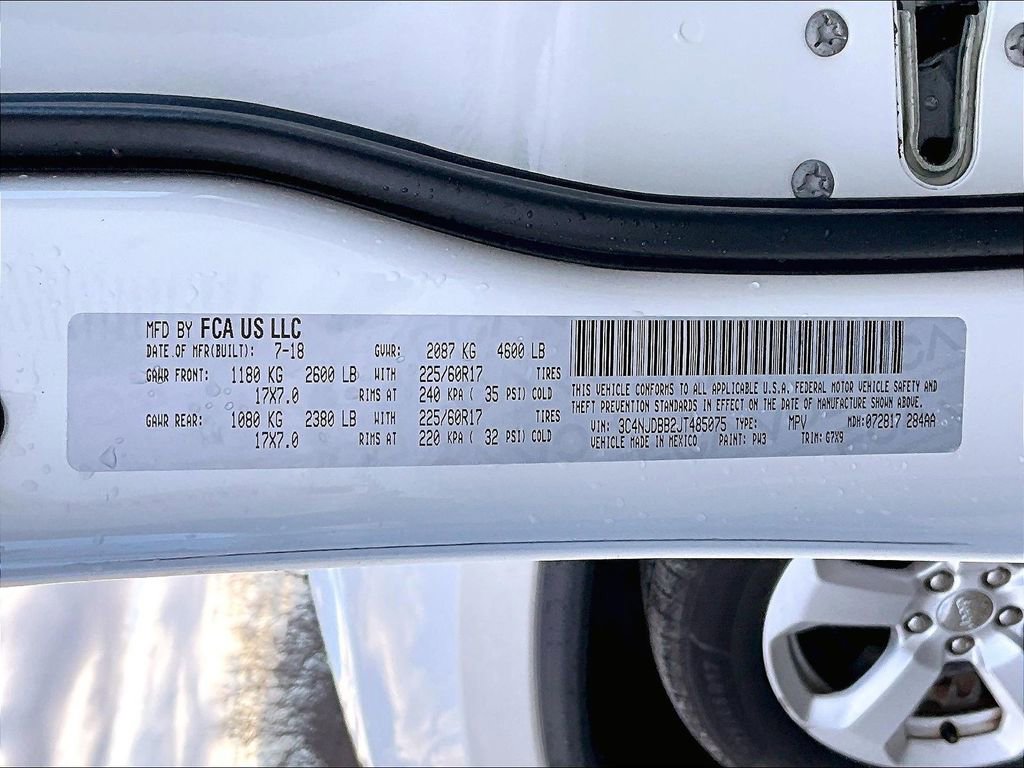 MFD BY FCA US LLC
DATE OF MFR(BUILT): 7-18 GVWR: 2087 KG 4600 LB
GAWR FRONT: 1180 KG 2600 LB WITH 225/60R17 TIRES
17X7.0 RIMS AT 240 KPA ( 35 PSI) COLD
GAWR REAR: 1080 KG 2380 LB WITH 225/60R17 TIRES
17X7.0 RIMS AT 220 KPA ( 32 PSI) COLD
THIS VEHICLE CONFORMS TO ALL APPLICABLE U.S.A. FEDERAL MOTOR VEHICLE SAFETY AND
THEFT PREVENTION STANDARDS IN EFFECT ON THE DATE OF MANUFACTURE SHOWN ABOVE.
VIN: 3C4NJDBB2JT485075 TYPE: MPV MDH:072817 284AA
VEHICLE MADE IN MEXICO PAINT: PW3 TRIM: G7X9
Jeep